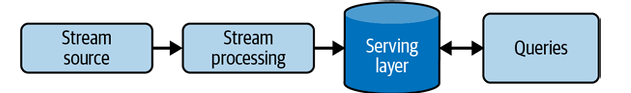 Stream
source
Stream
processing
Serving
layer
Queries